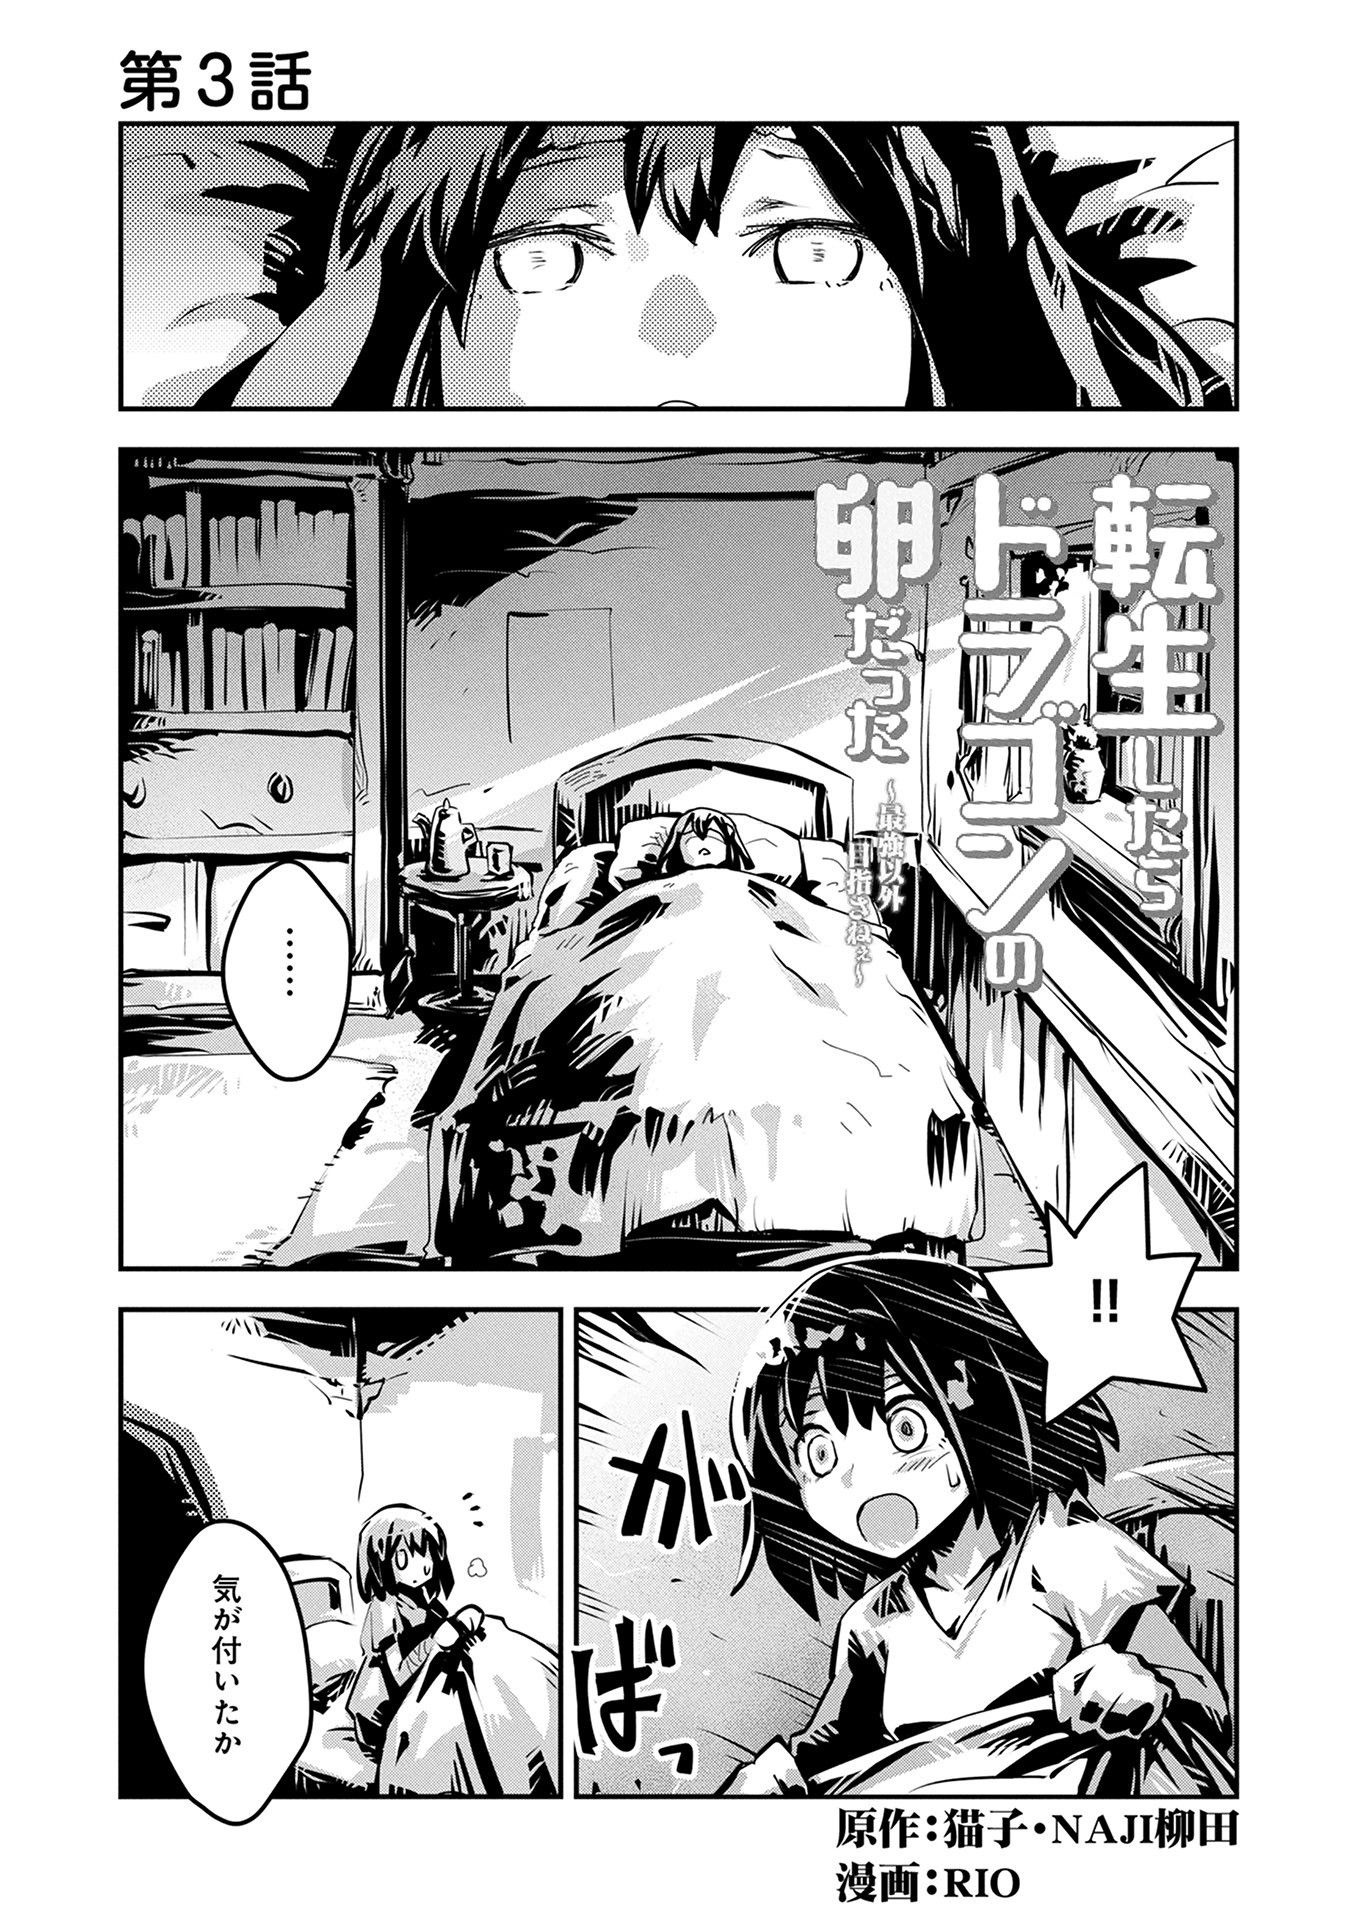 第3話
転生したら
ドラゴンの
卵だった
～最強以外
目指さねぇ～
……
!!
がばっ
気が付いたか
原作：猫子・NAJI柳田
漫画：RIO